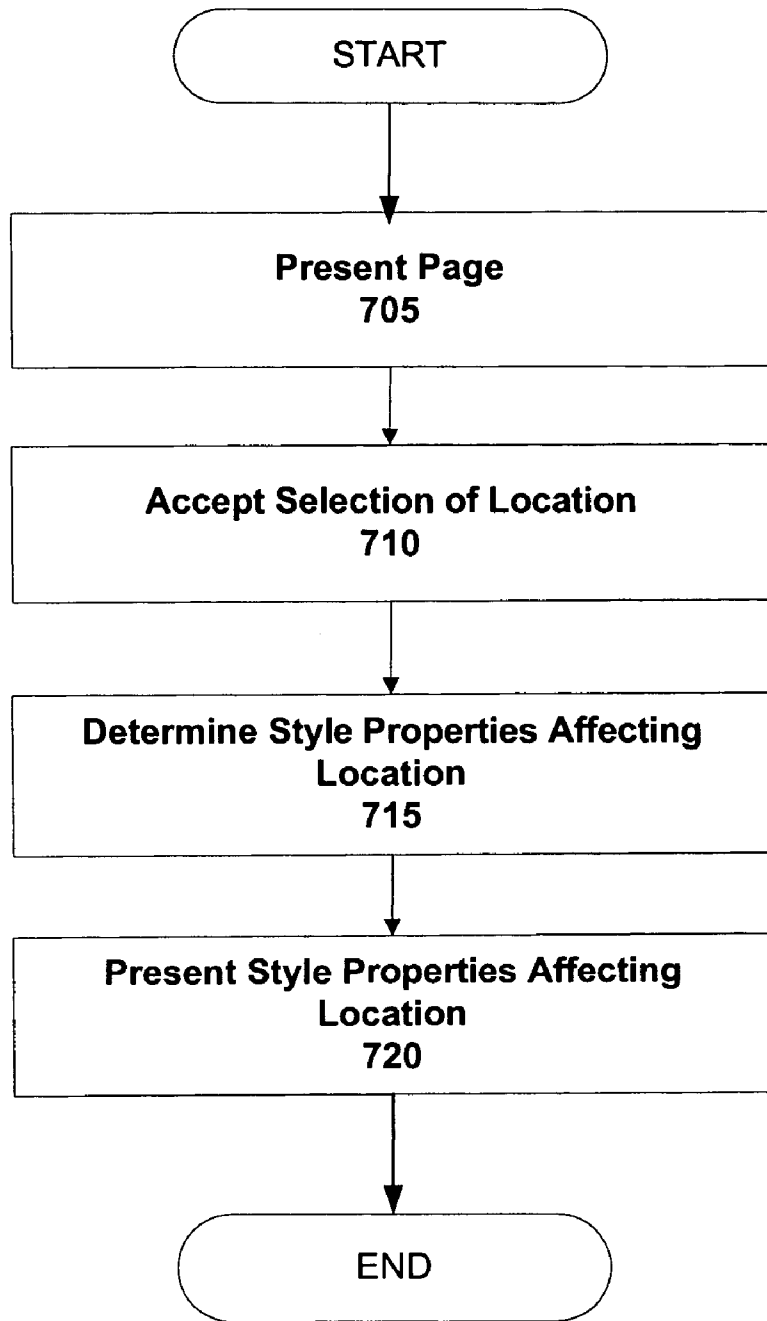 START
Present Page
705
Accept Selection of Location
710
Determine Style Properties Affecting
Location
715
Present Style Properties Affecting
Location
720
END